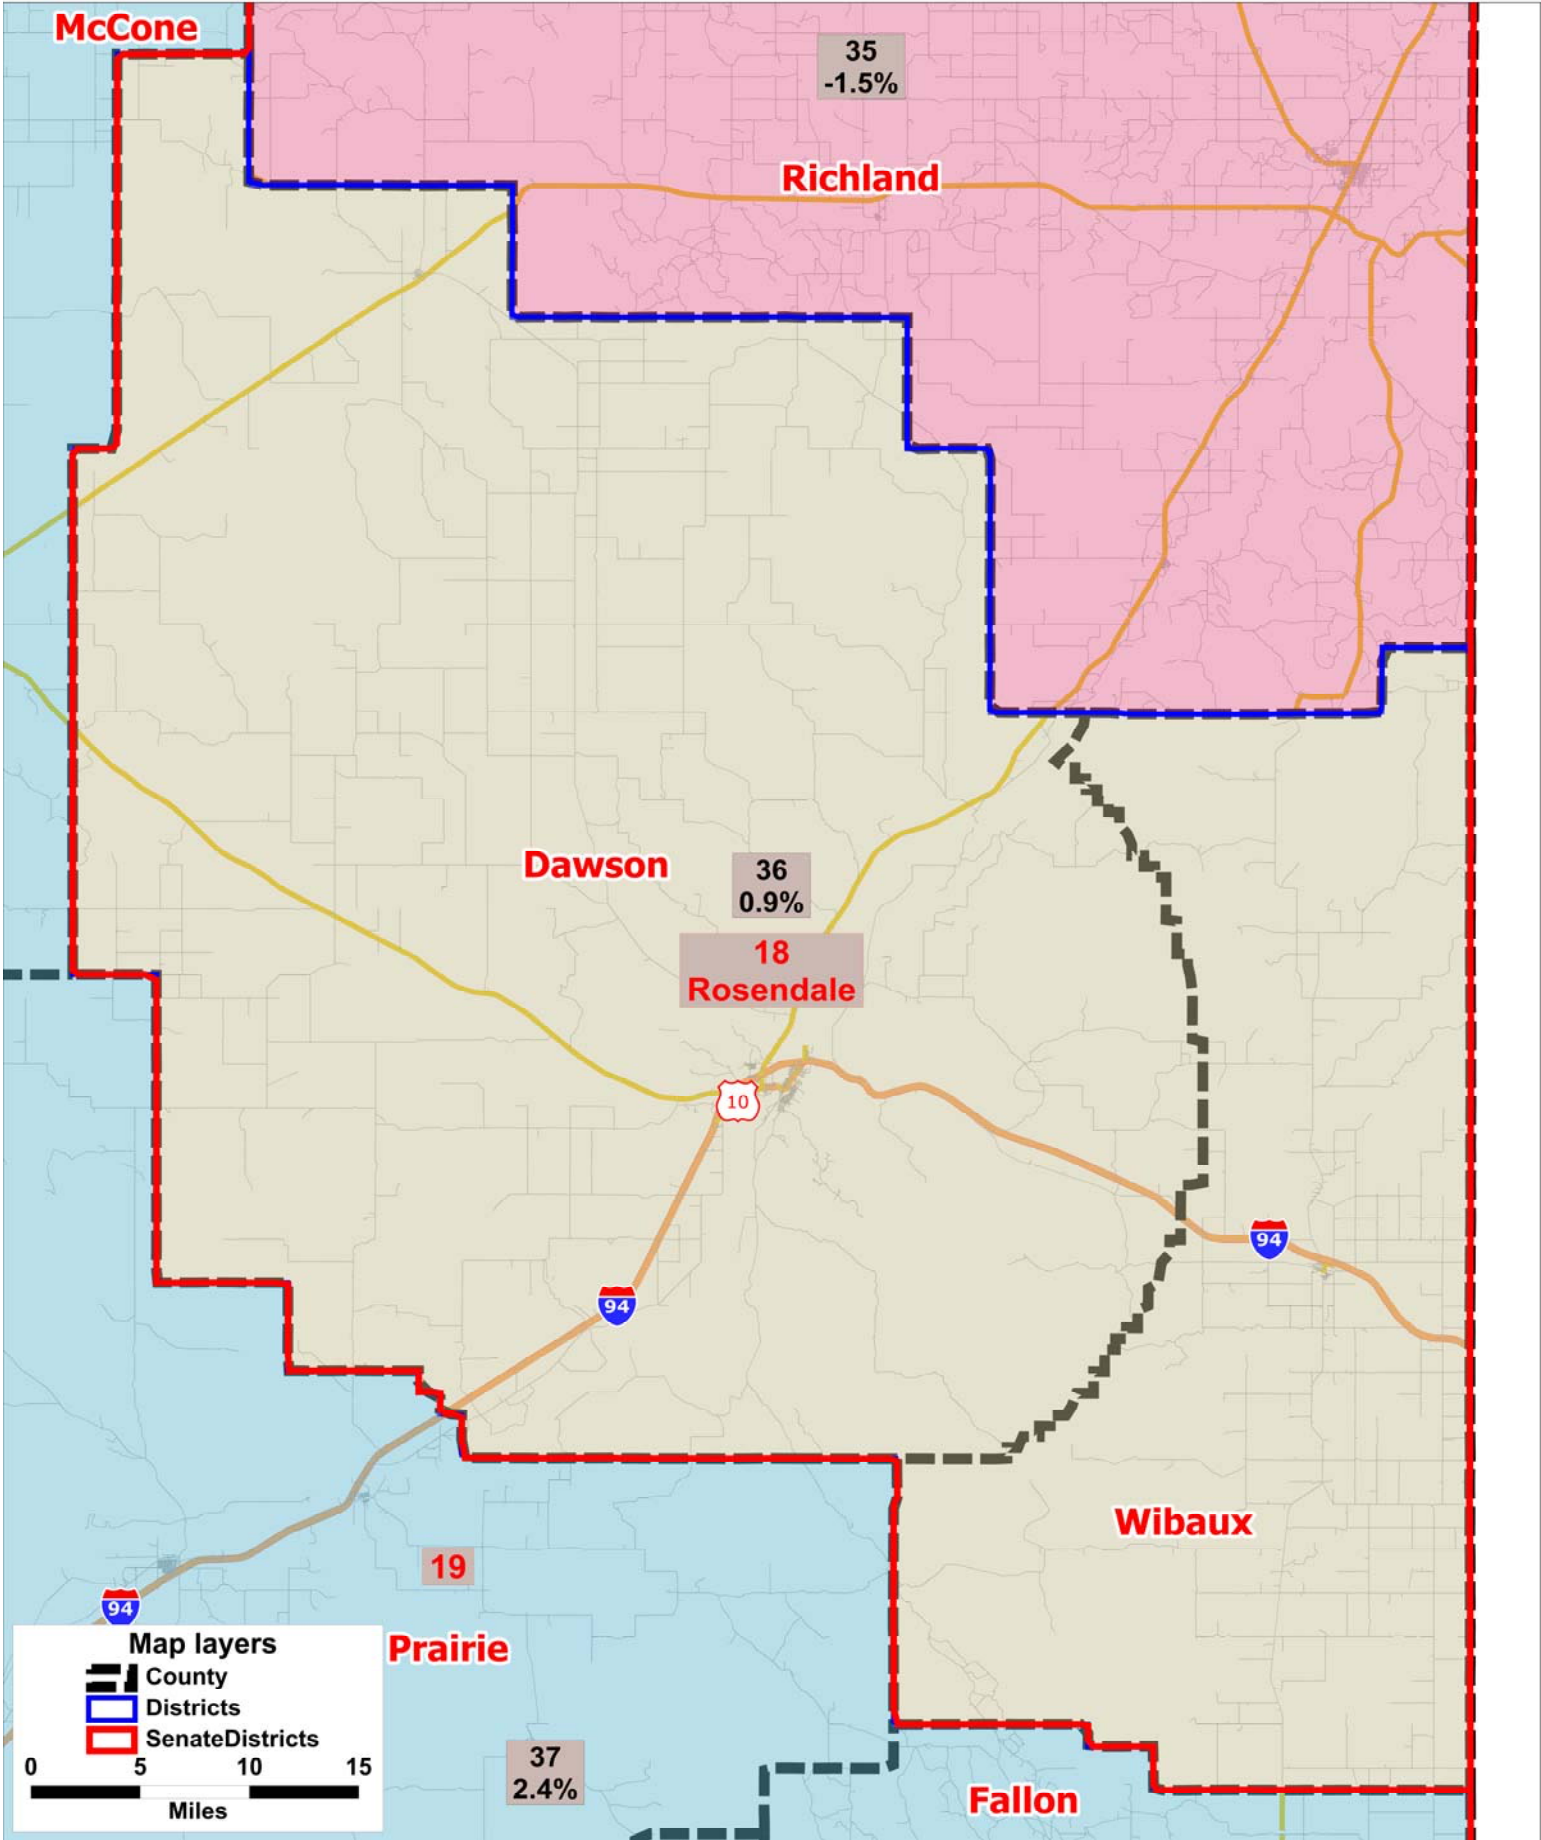 McCone
35
-1.5%
Richland
Dawson
36
0.9%
18
Rosendale
10
94
94
Wibaux
19
94
Prairie
Map layers
County
Districts
SenateDistricts
0 5 10 15
Miles
37
2.4%
Fallon